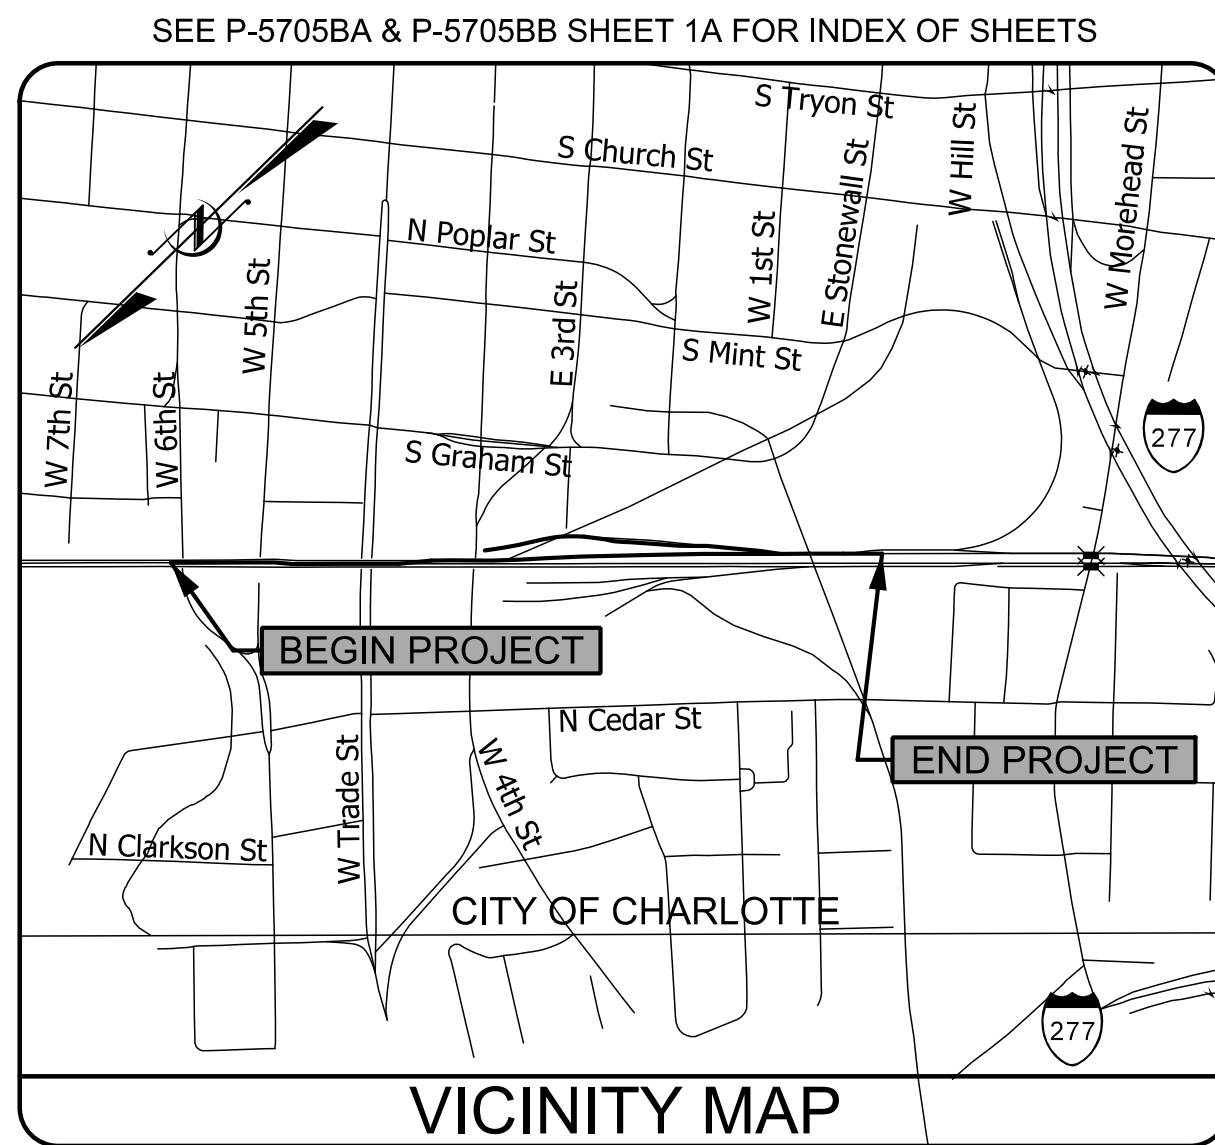 SEE P-5705BA & P-5705BB SHEET 1A FOR INDEX OF SHEETS
S Tryon St
S Church St
W Hill St
W Morehead St
E Stonewall St
N Poplar St
W 1st St
W 5th St
E 3rd St
S Mint St
W 7th St
W 6th St
S Graham St
277
BEGIN PROJECT
N Cedar St
END PROJECT
W Trade St
W 4th St
N Clarkson St
CITY OF CHARLOTTE
277
VICINITY MAP